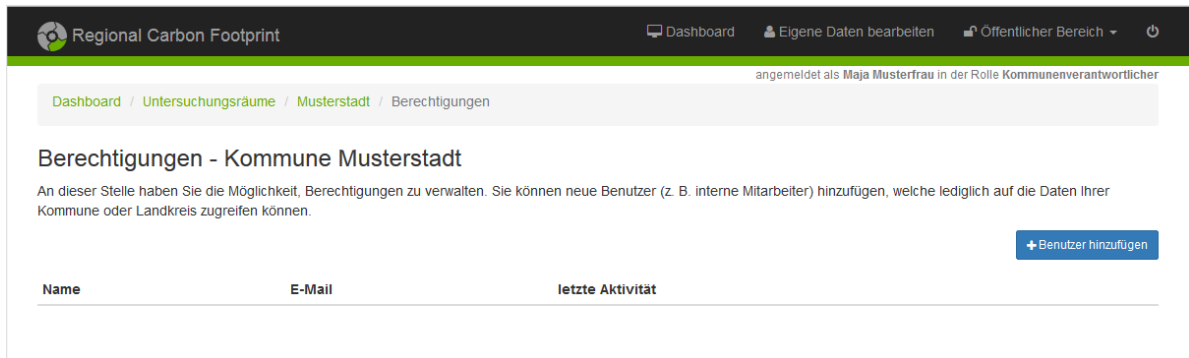 Regional Carbon Footprint Dashboard Eigene Daten bearbeiten Öffentlicher Bereich
angemeldet als Maja Musterfrau in der Rolle Kommunenverantwortlicher
Dashboard / Untersuchungsräume / Musterstadt / Berechtigungen
Berechtigungen - Kommune Musterstadt
An dieser Stelle haben Sie die Möglichkeit, Berechtigungen zu verwalten. Sie können neue Benutzer (z. B. interne Mitarbeiter) hinzufügen, welche lediglich auf die Daten Ihrer
Kommune oder Landkreis zugreifen können.
+ Benutzer hinzufügen
Name E-Mail letzte Aktivität